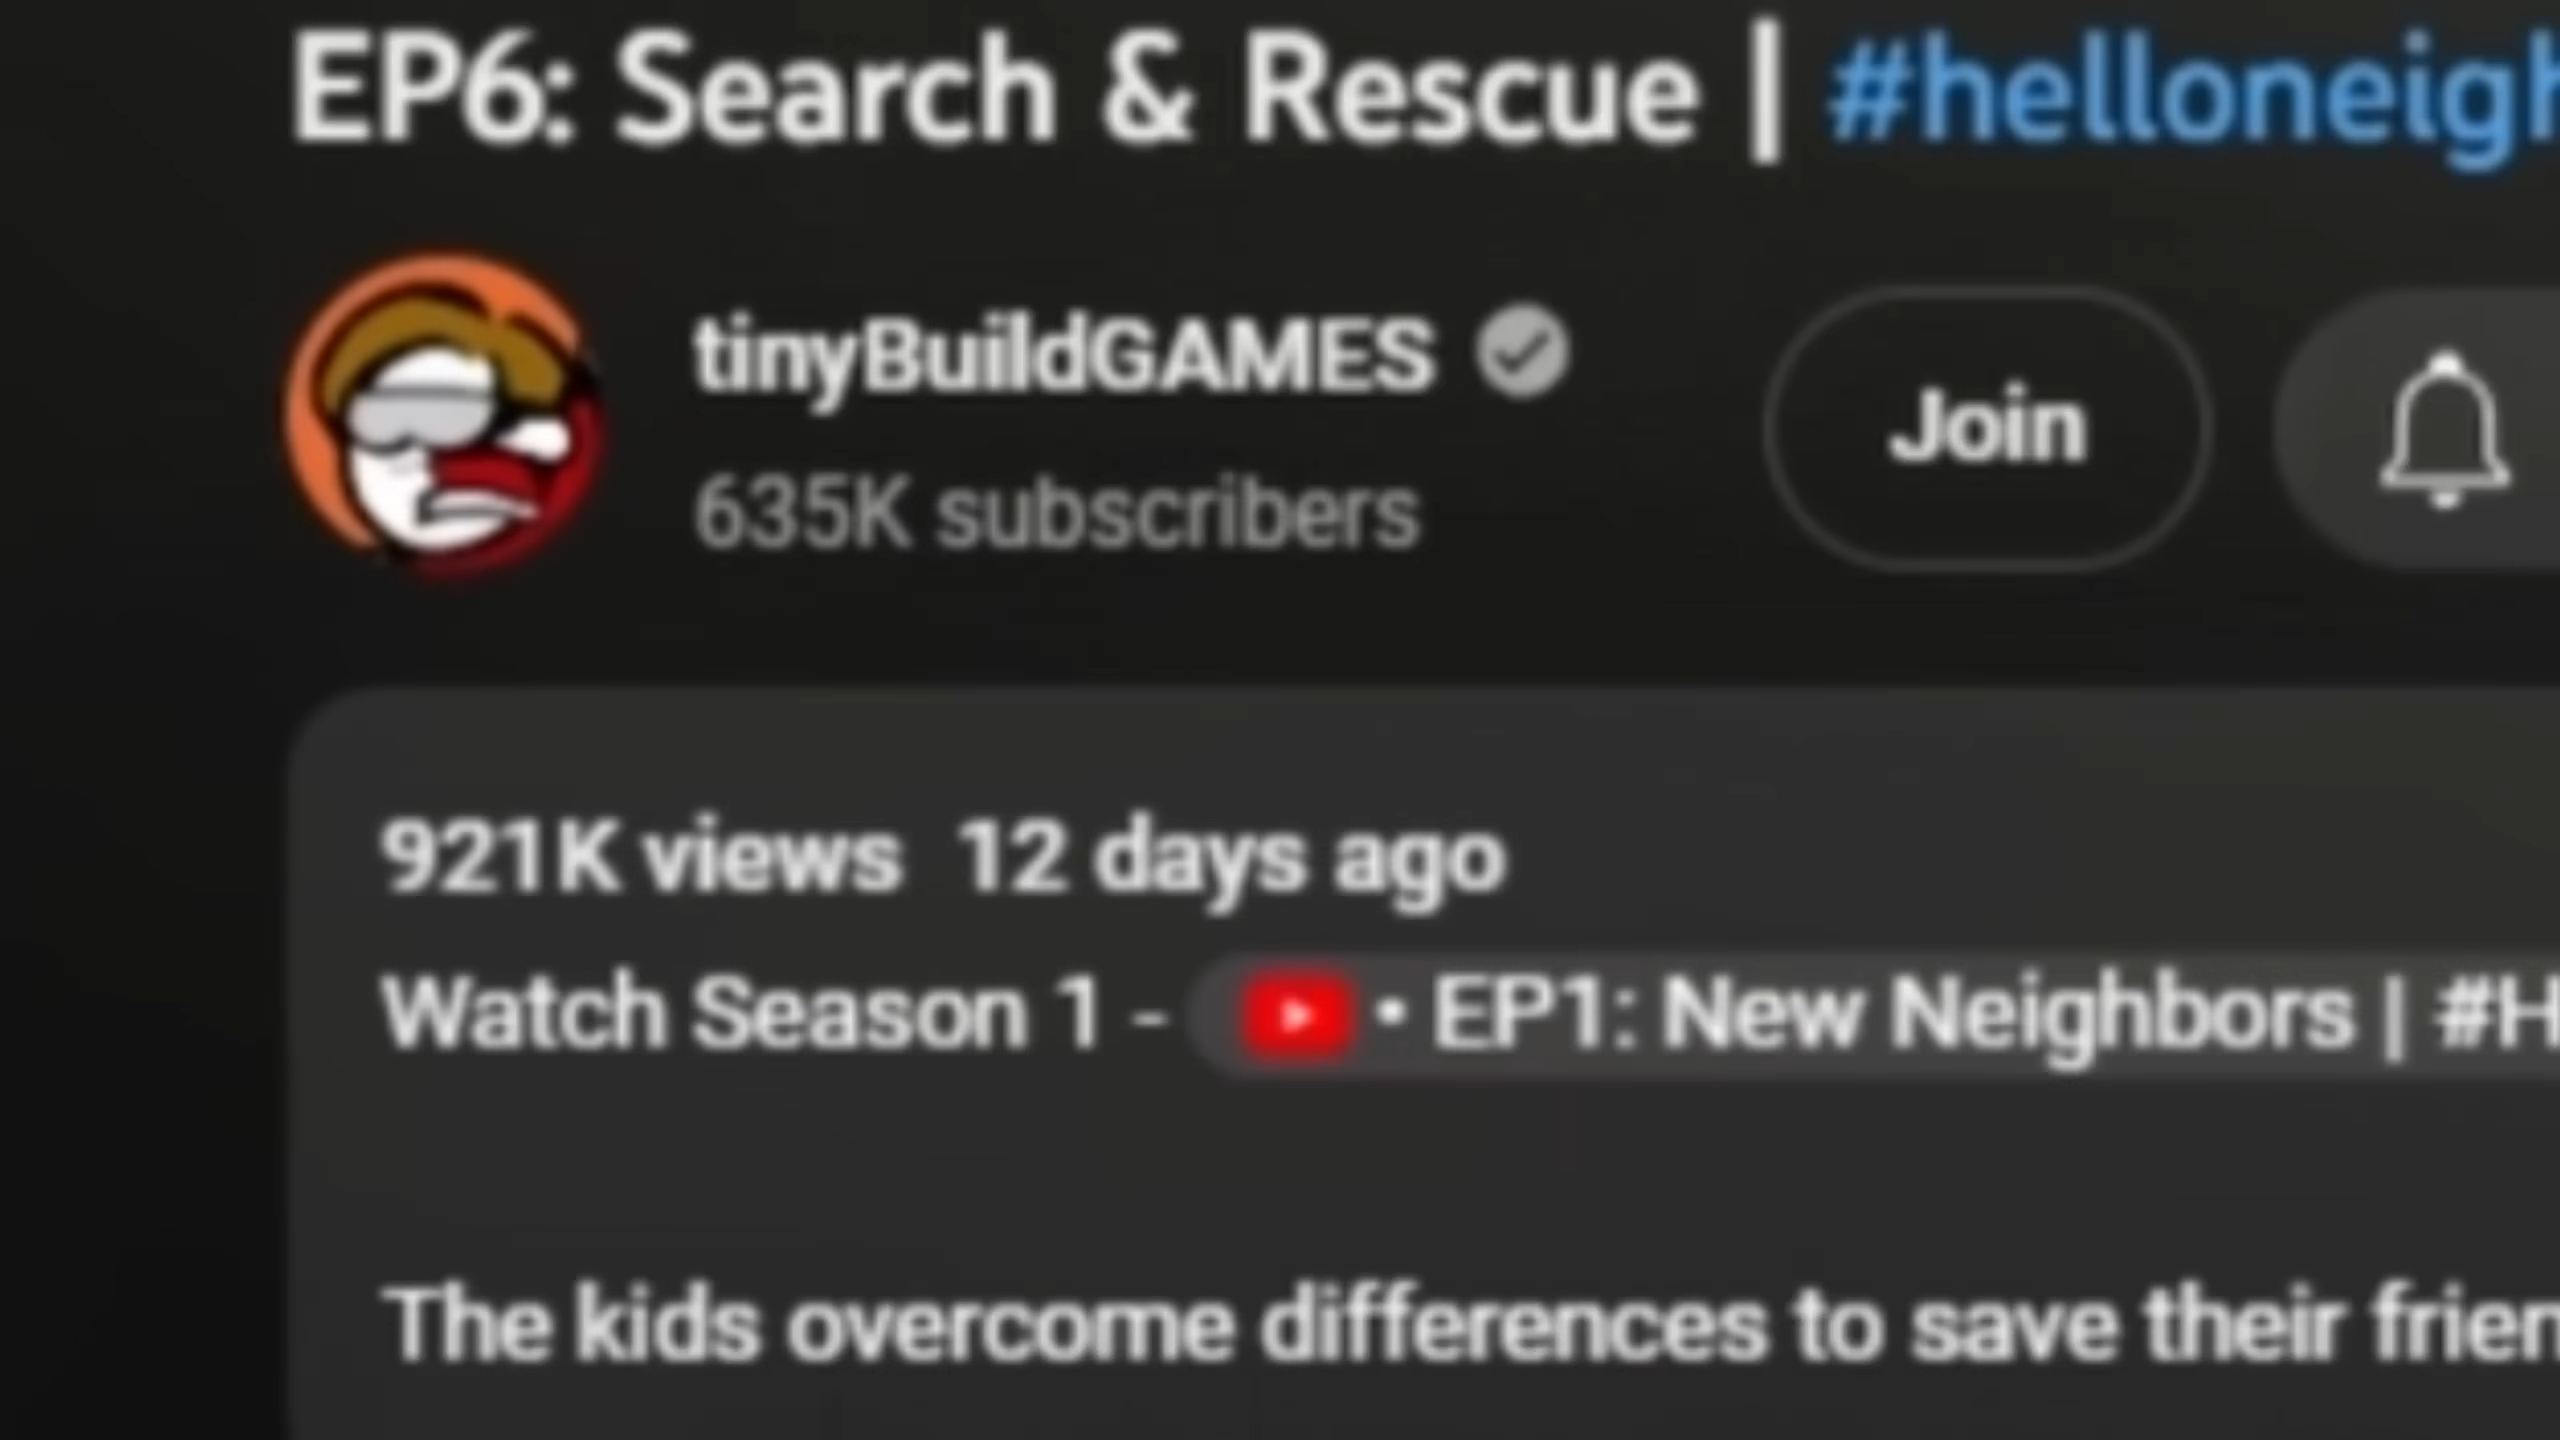 EP6: Search & Rescue | #helloneigh
tinyBuildGAMES
635K subscribers
Join
921K views 12 days ago
Watch Season 1 - • EP1: New Neighbors | #H
The kids overcome differences to save their frien